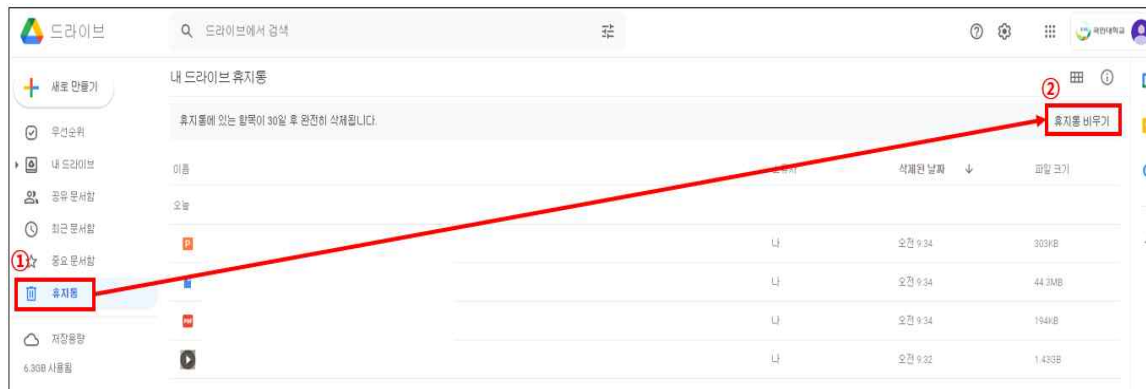 드라이브
드라이브에서 검색
국민대학교
새로 만들기
내 드라이브 휴지통
②
휴지통에 있는 항목이 30일 후 완전히 삭제됩니다.
휴지통 비우기
우선순위
내 드라이브
공유 문서함
최근 문서함
① 중요 문서함
휴지통
저장용량
6.3GB 사용됨
이름 삭제된 날짜 파일 크기
오늘
나 오전 9:34 303KB
나 오전 9:34 44.3MB
나 오전 9:34 194KB
나 오전 9:32 1.43GB